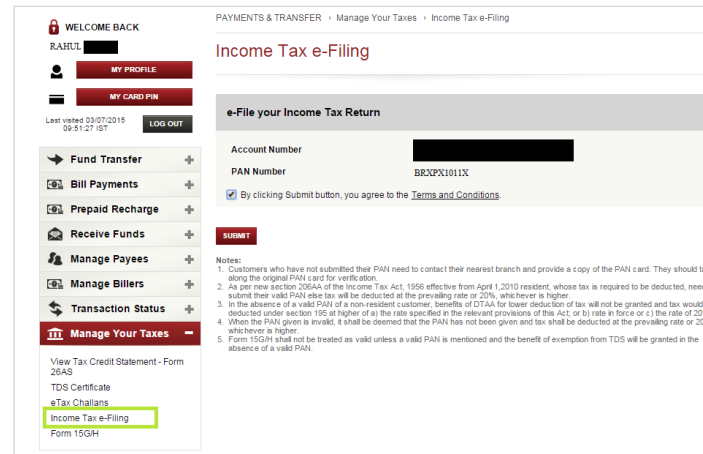 WELCOME BACK
RAHUL
MY PROFILE
MY CARD PIN
Last visited 03/07/2015
09:51:27 IST
LOG OUT
Fund Transfer
Bill Payments
Prepaid Recharge
Receive Funds
Manage Payees
Manage Billers
Transaction Status
Manage Your Taxes
View Tax Credit Statement - Form
26AS
TDS Certificate
eTax Challans
Income Tax e-Filing
Form 15G/H
PAYMENTS & TRANSFER › Manage Your Taxes › Income Tax e-Filing
Income Tax e-Filing
e-File your Income Tax Return
Account Number
PAN Number BRXPX1011X
By clicking Submit button, you agree to the Terms and Conditions.
SUBMIT
Notes:
1. Customers who have not submitted their PAN need to contact their nearest branch and provide a copy of the PAN card. They should
along the original PAN card for verification.
2. As per new section 206AA of the Income Tax Act, 1956 effective from April 1,2010 resident, whose tax is required to be deducted,
submit their valid PAN else tax will be deducted at the prevailing rate or 20%, whichever is higher.
3. In the absence of a valid PAN of a non-resident customer, benefits of DTAA for lower deduction of tax will not be granted and tax would
deducted under section 195 at higher of a) the rate specified in the relevant provisions of this Act; or b) rate in force or c) the rate of
4. When the PAN given is invalid, it shall be deemed that the PAN has not been given and tax shall be deducted at the prevailing rate or
whichever is higher.
5. Form 15G/H shall not be treated as valid unless a valid PAN is mentioned and the benefit of exemption from TDS will be granted in the
absence of a valid PAN.